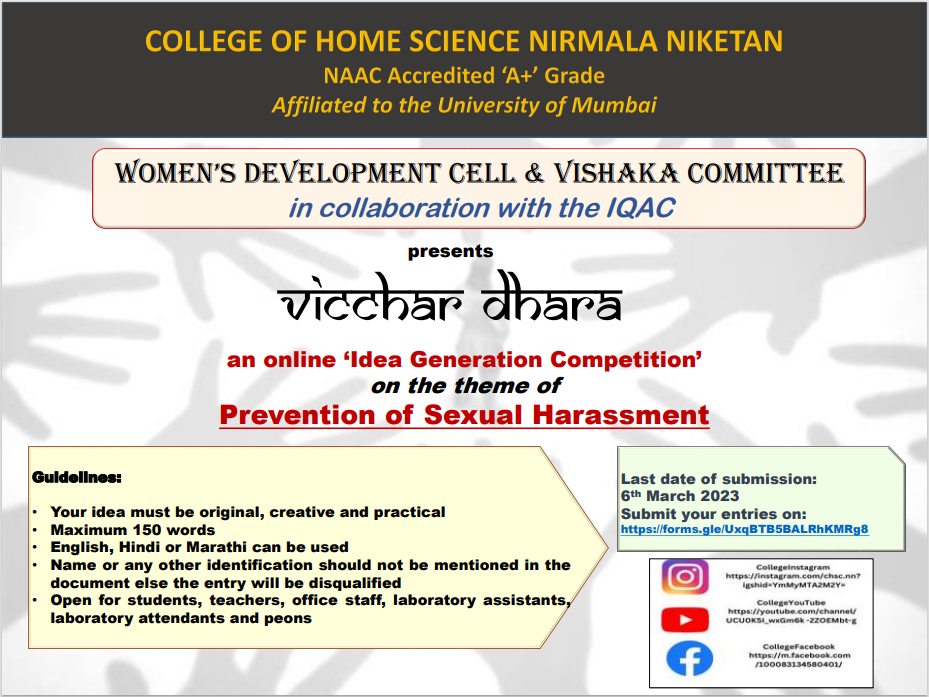 COLLEGE OF HOME SCIENCE NIRMALA NIKETAN
NAAC Accredited ‘A+’ Grade
Affiliated to the University of Mumbai
WOMEN’S DEVELOPMENT CELL & VISHAKA COMMITTEE
in collaboration with the IQAC
presents
vicchar dhara
an online ‘Idea Generation Competition’
on the theme of
Prevention of Sexual Harassment
Guidelines:
• Your idea must be original, creative and practical
• Maximum 150 words
• English, Hindi or Marathi can be used
• Name or any other identification should not be mentioned in the
document else the entry will be disqualified
• Open for students, teachers, office staff, laboratory assistants,
laboratory attendants and peons
Last date of submission:
6th March 2023
Submit your entries on:
https://forms.gle/UxqBTB5BALRhKMRg8
CollegeInstagram
https://instagram.com/chsc.nn?
igshid=YmMyMTA2M2Y=
CollegeYouTube
https://youtube.com/channel/
UCU0K5I_wxGm6k-2ZOEMbt-g
CollegeFacebook
https://m.facebook.com
/100083134580401/